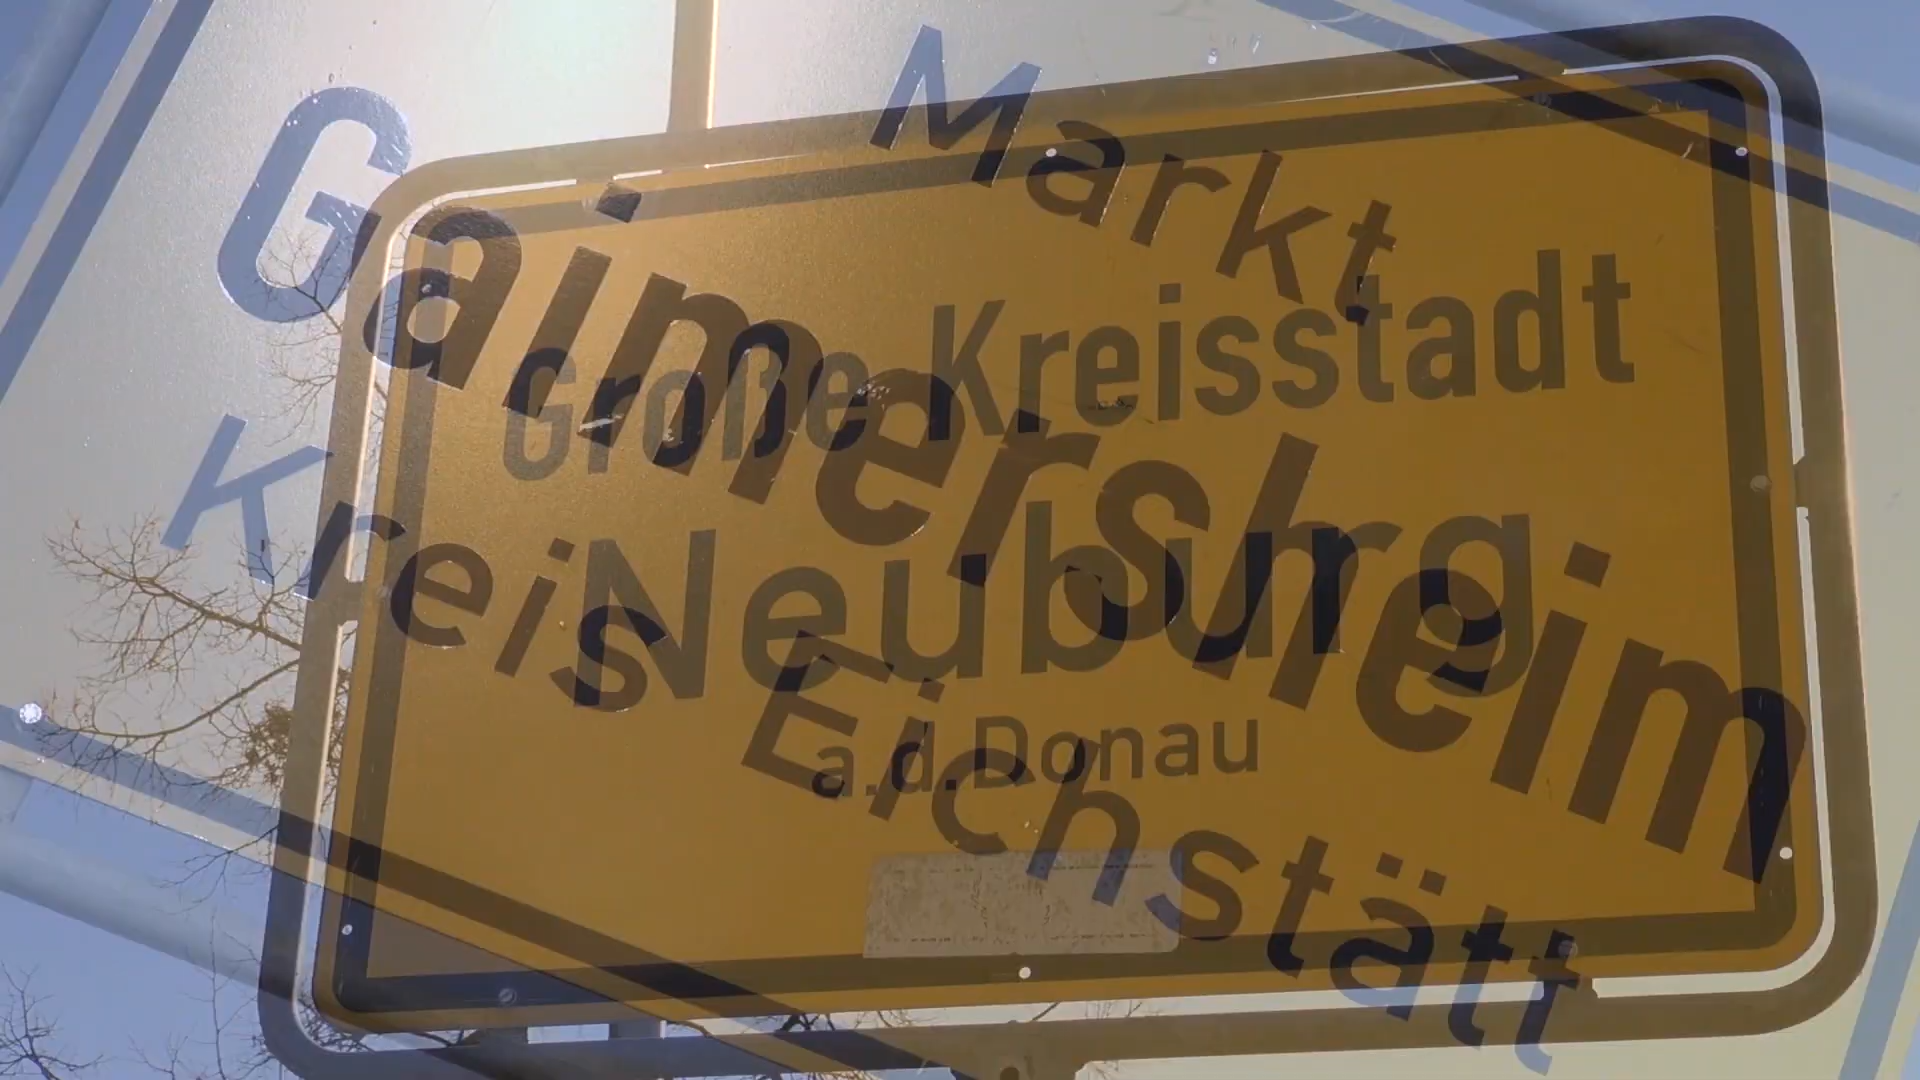 Markt
Gaimersheim
Kreis Eichstätt
Große Kreisstadt
Neuburg
a.d.Donau